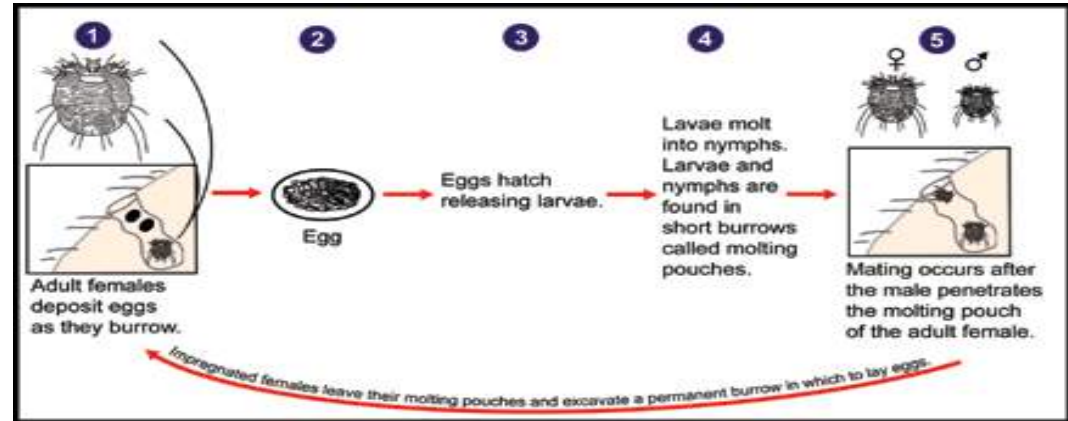 1
2
3
4
5
♀ ♂
Adult females
deposit eggs
as they burrow.
Egg
Eggs hatch
releasing larvae.
Lavae molt
into nymphs.
Larvae and
nymphs are
found in
short burrows
called molting
pouches.
Mating occurs after
the male penetrates
the molting pouch
of the adult female.
Impregnated females leave their molting pouches and excavate a permanent burrow in which to lay eggs.